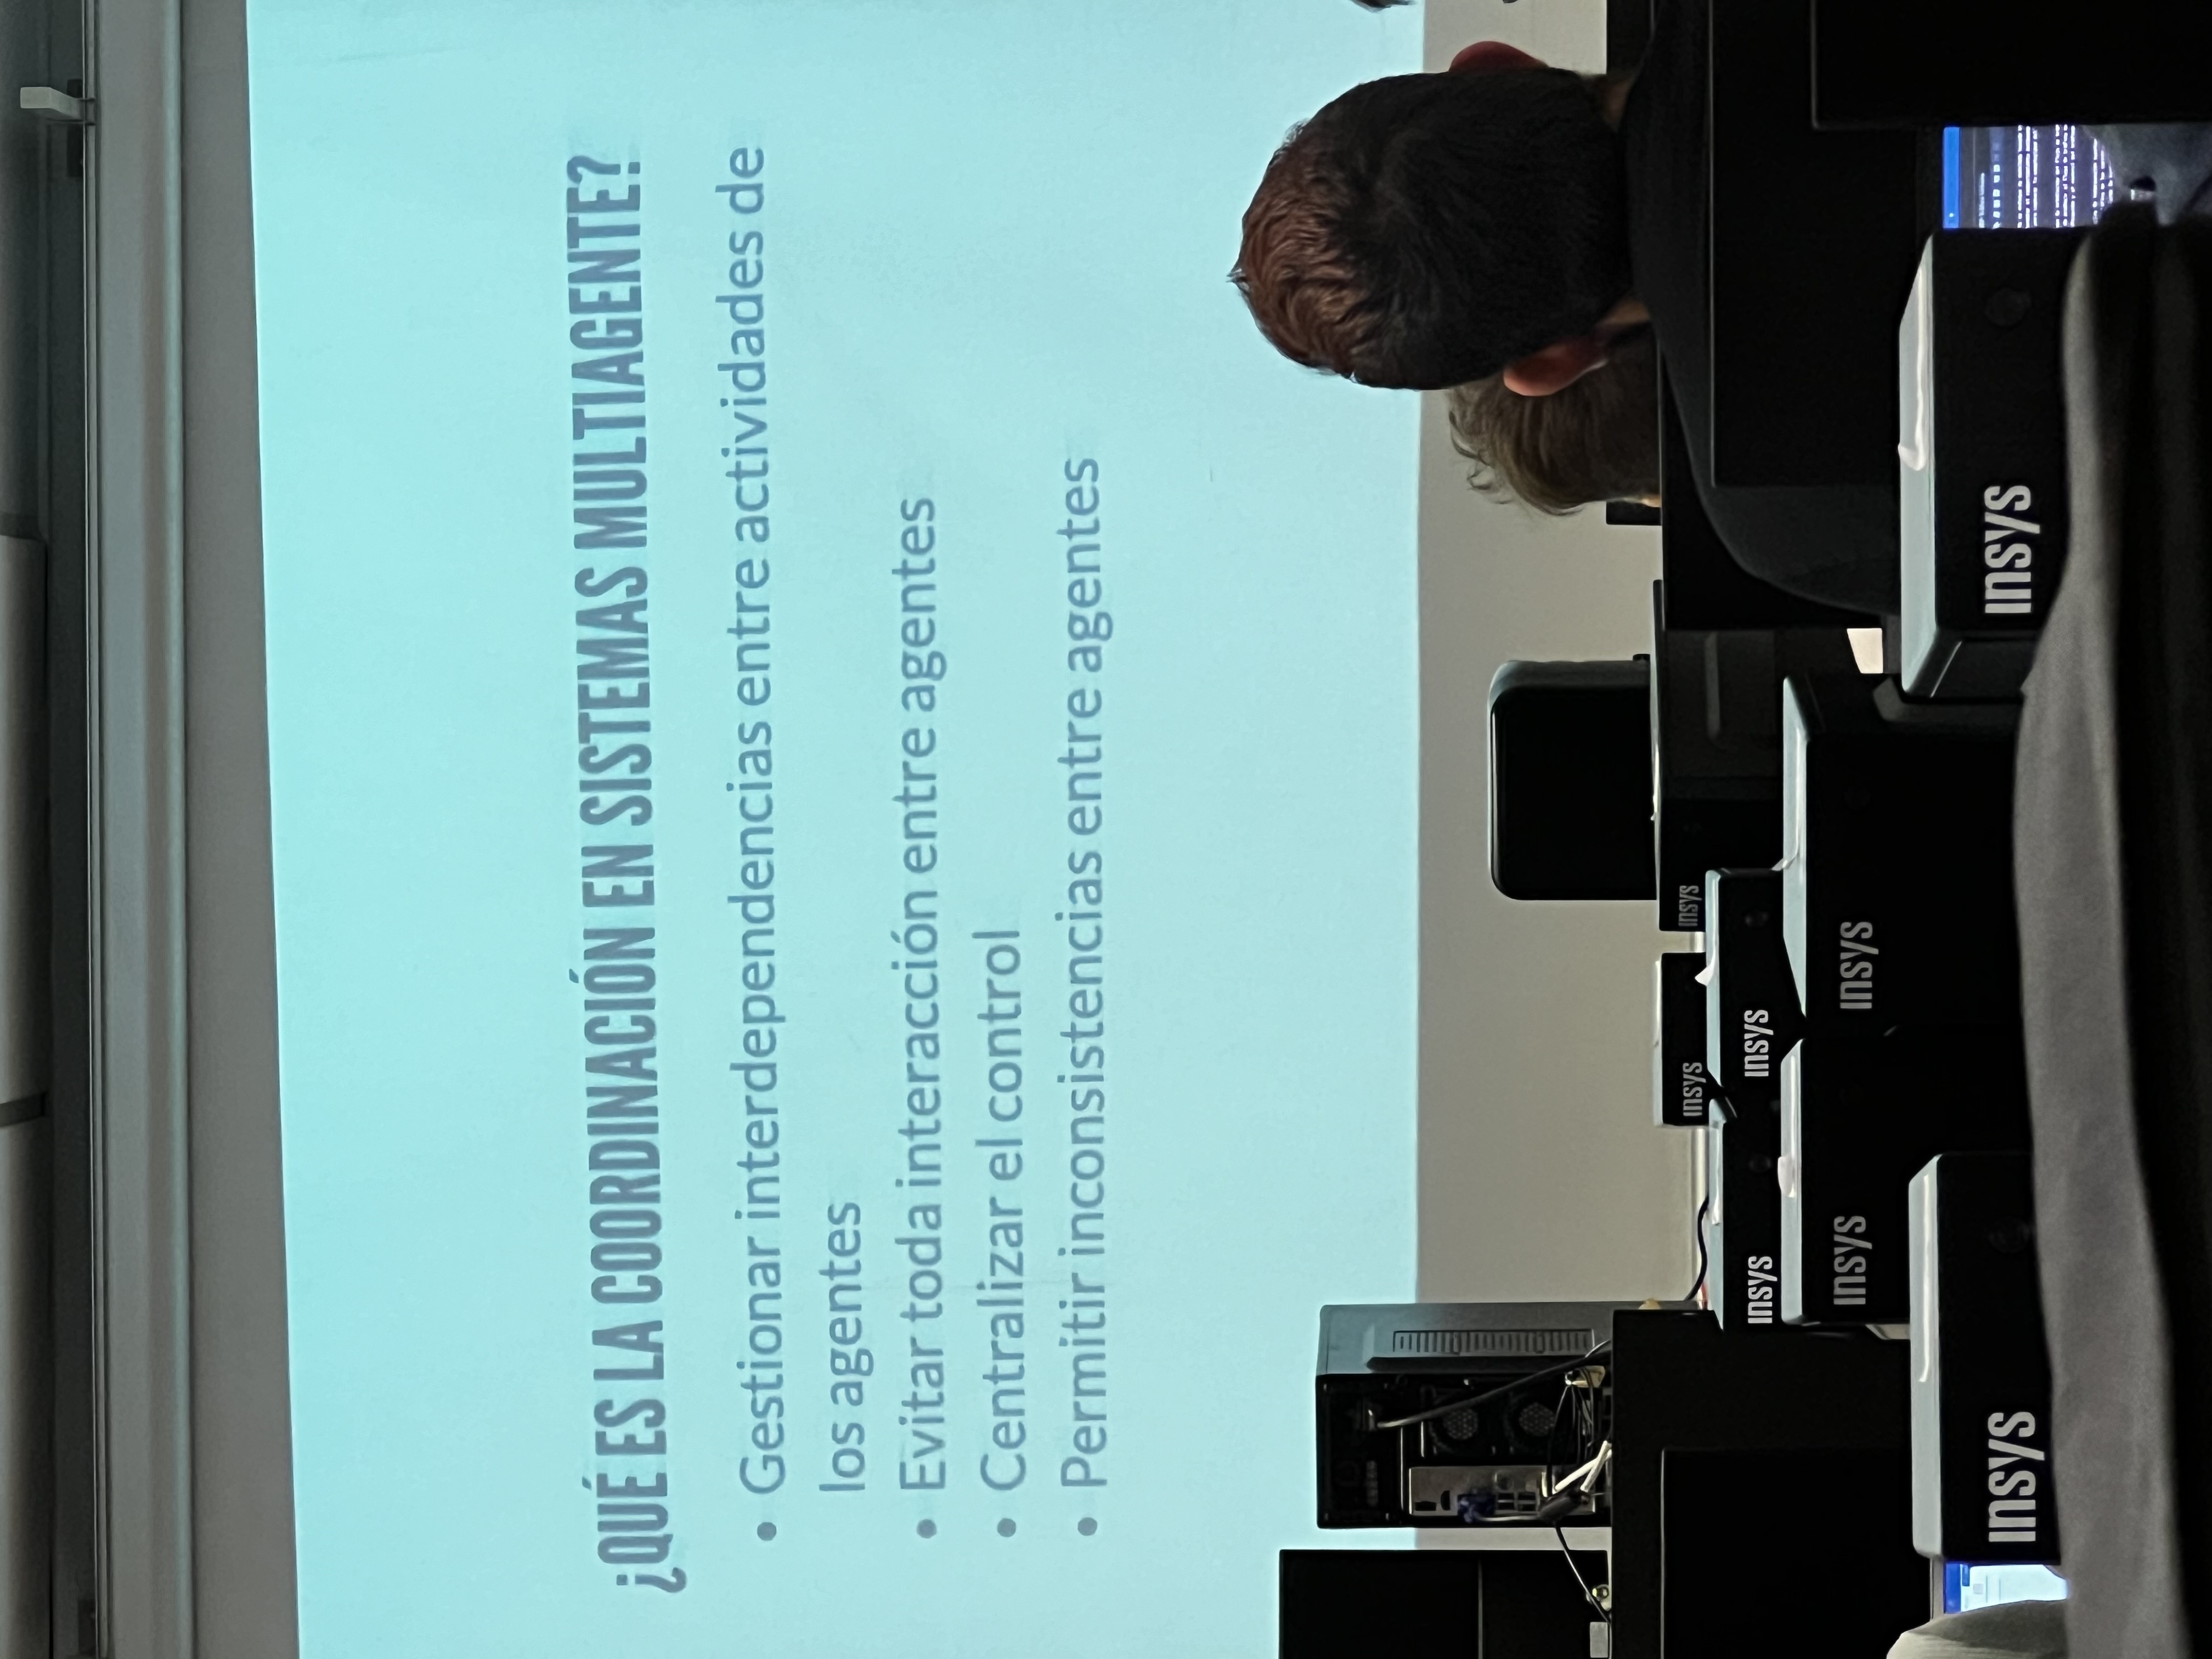 ¿QUÉ ES LA COORDINACIÓN EN SISTEMAS MULTIAGENTE?
• Gestionar interdependencias entre actividades de
los agentes
• Evitar toda interacción entre agentes
• Centralizar el control
• Permitir inconsistencias entre agentes
insys
insys
insys
insys
insys
insys
insys
insys